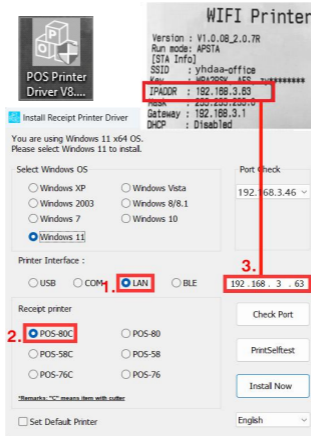 WIFI Printer
Version : V1.0.08_2.0.7R
Run mode: APSTA
[STA Info]
SSID : yhdaa-office
IPADDR : 192.168.3.63
Gateway : 192.168.3.1
DHCP : Disabled
POS Printer
Driver V8....
Install Receipt Printer Driver
You are using Windows 11 x64 OS.
Please select Windows 11 to install.
Select Windows OS
Windows XP
Windows Vista
Windows 2003
Windows 8/8.1
Windows 7
Windows 10
Windows 11
Port Check
192.168.3.46
Printer Interface :
USB
COM
1.
LAN
BLE
3.
192 . 168 . 3 . 63
Receipt printer
2.
POS-80C
POS-80
POS-58C
POS-58
POS-76C
POS-76
*Remarks: "C" means item with cutter
Set Default Printer
Check Port
PrintSelftest
Install Now
English